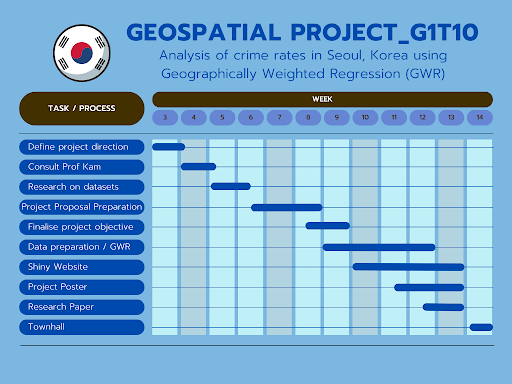 GEOSPATIAL PROJECT_G1T10
Analysis of crime rates in Seoul, Korea using
Geographically Weighted Regression (GWR)
TASK / PROCESS
WEEK
3 4 5 6 7 8 9 10 11 12 13 14
Define project direction
Consult Prof Kam
Research on datasets
Project Proposal Preparation
Finalise project objective
Data preparation / GWR
Shiny Website
Project Poster
Research Paper
Townhall